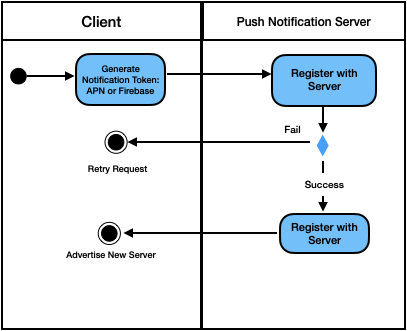 Client
Push Notification Server
Generate
Notification Token:
APN or Firebase
Register with
Server
Fail
Retry Request
Success
Register with
Server
Advertise New Server